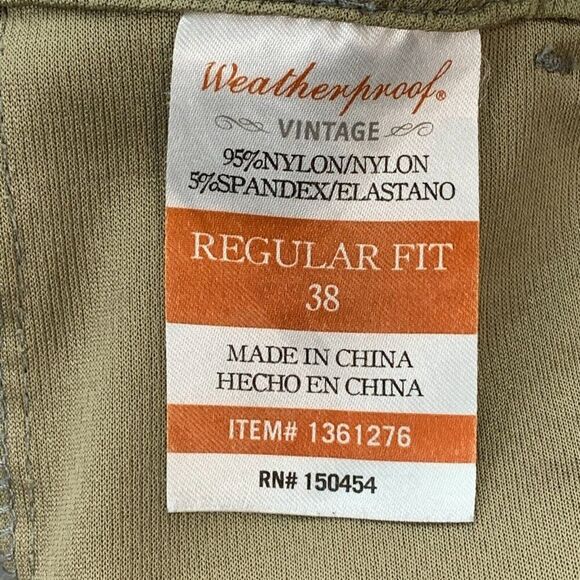 Weatherproof®
VINTAGE
95%NYLON/NYLON
5%SPANDEX/ELASTANO
REGULAR FIT
38
MADE IN CHINA
HECHO EN CHINA
ITEM# 1361276
RN# 150454